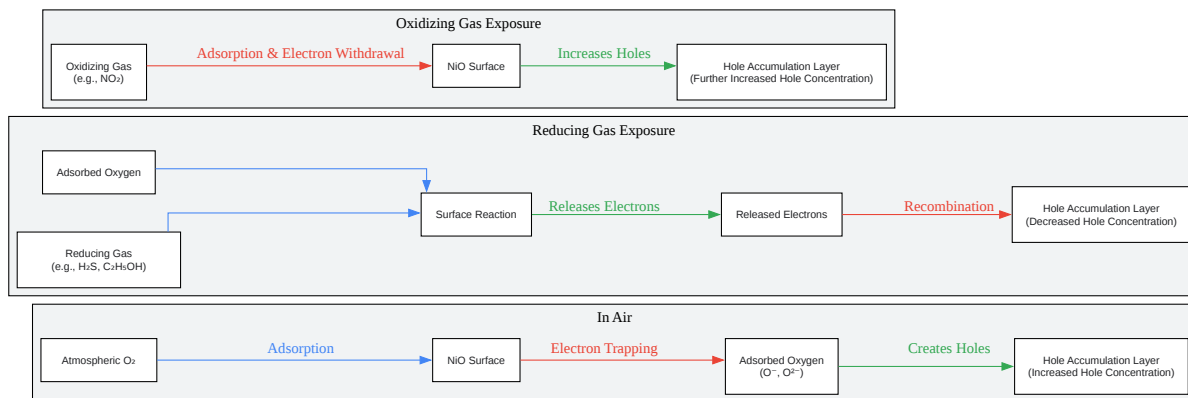 Oxidizing Gas Exposure
Oxidizing Gas
(e.g., NO₂)
Adsorption & Electron Withdrawal
NiO Surface
Increases Holes
Hole Accumulation Layer
(Further Increased Hole Concentration)
Reducing Gas Exposure
Adsorbed Oxygen
Reducing Gas
(e.g., H₂S, C₂H₅OH)
Surface Reaction
Releases Electrons
Released Electrons
Recombination
Hole Accumulation Layer
(Decreased Hole Concentration)
In Air
Atmospheric O₂
Adsorption
NiO Surface
Electron Trapping
Adsorbed Oxygen
(O⁻, O²⁻)
Creates Holes
Hole Accumulation Layer
(Increased Hole Concentration)